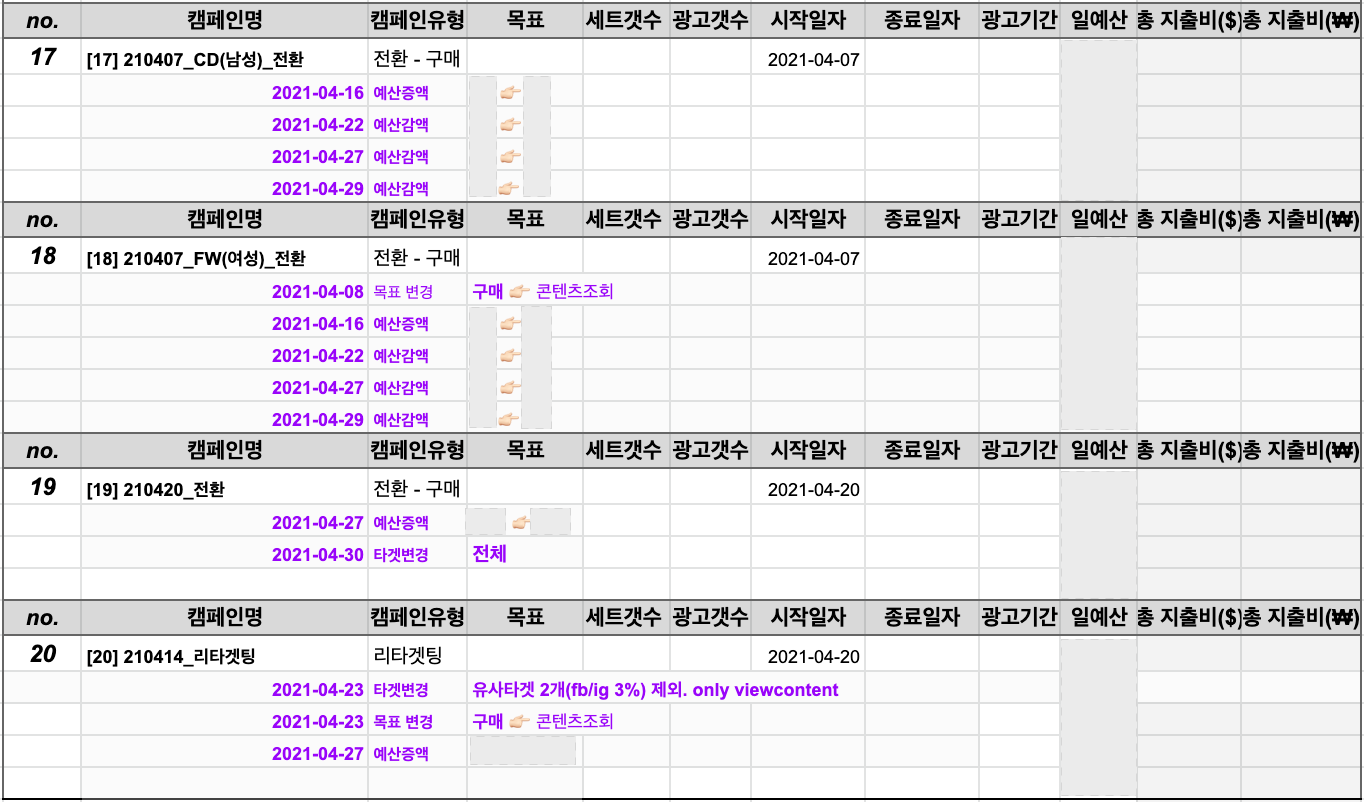 no. 캠페인명 캠페인유형 목표 세트갯수 광고갯수 시작일자 종료일자 광고기간 일예산 총 지출비($) 총 지출비(₩)
17 [17] 210407_CD(남성)_전환 전환 - 구매 2021-04-07
2021-04-16 예산증액 👉🏻
2021-04-22 예산감액 👉🏻
2021-04-27 예산감액 👉🏻
2021-04-29 예산감액 👉🏻
no. 캠페인명 캠페인유형 목표 세트갯수 광고갯수 시작일자 종료일자 광고기간 일예산 총 지출비($) 총 지출비(₩)
18 [18] 210407_FW(여성)_전환 전환 - 구매 2021-04-07
2021-04-08 목표 변경 구매 👉🏻 콘텐츠조회
2021-04-16 예산증액 👉🏻
2021-04-22 예산감액 👉🏻
2021-04-27 예산감액 👉🏻
2021-04-29 예산감액 👉🏻
no. 캠페인명 캠페인유형 목표 세트갯수 광고갯수 시작일자 종료일자 광고기간 일예산 총 지출비($) 총 지출비(₩)
19 [19] 210420_전환 전환 - 구매 2021-04-20
2021-04-27 예산증액 👉🏻
2021-04-30 타겟변경 전체
no. 캠페인명 캠페인유형 목표 세트갯수 광고갯수 시작일자 종료일자 광고기간 일예산 총 지출비($) 총 지출비(₩)
20 [20] 210414_리타겟팅 리타겟팅 2021-04-20
2021-04-23 타겟변경 유사타겟 2개(fb/ig 3%) 제외. only viewcontent
2021-04-23 목표 변경 구매 👉🏻 콘텐츠조회
2021-04-27 예산증액